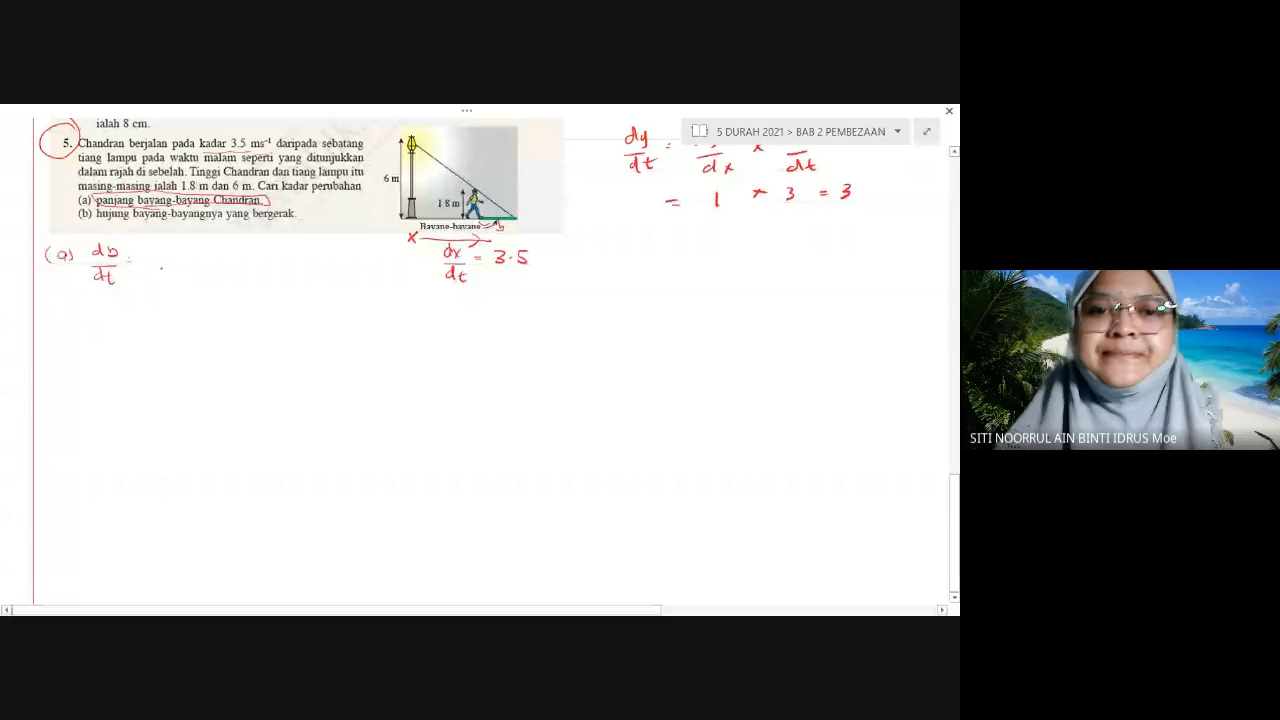 ialah 8 cm.
5. Chandran berjalan pada kadar 3.5 ms⁻¹ daripada sebatang
tiang lampu pada waktu malam seperti yang ditunjukkan
dalam rajah di sebelah. Tinggi Chandran dan tiang lampu itu
masing-masing ialah 1.8 m dan 6 m. Cari kadar perubahan
(a) panjang bayang-bayang Chandran.
(b) hujung bayang-bayangnya yang bergerak.
6 m
1.8 m
Bayang-bayang
b
x
dx/dt = 3.5
(a) db/dt =
5 DURAH 2021 > BAB 2 PEMBEZAAN
dy/dt = /dx × /dt
= 1 × 3 = 3
SITI NOORRUL AIN BINTI IDRUS Moe